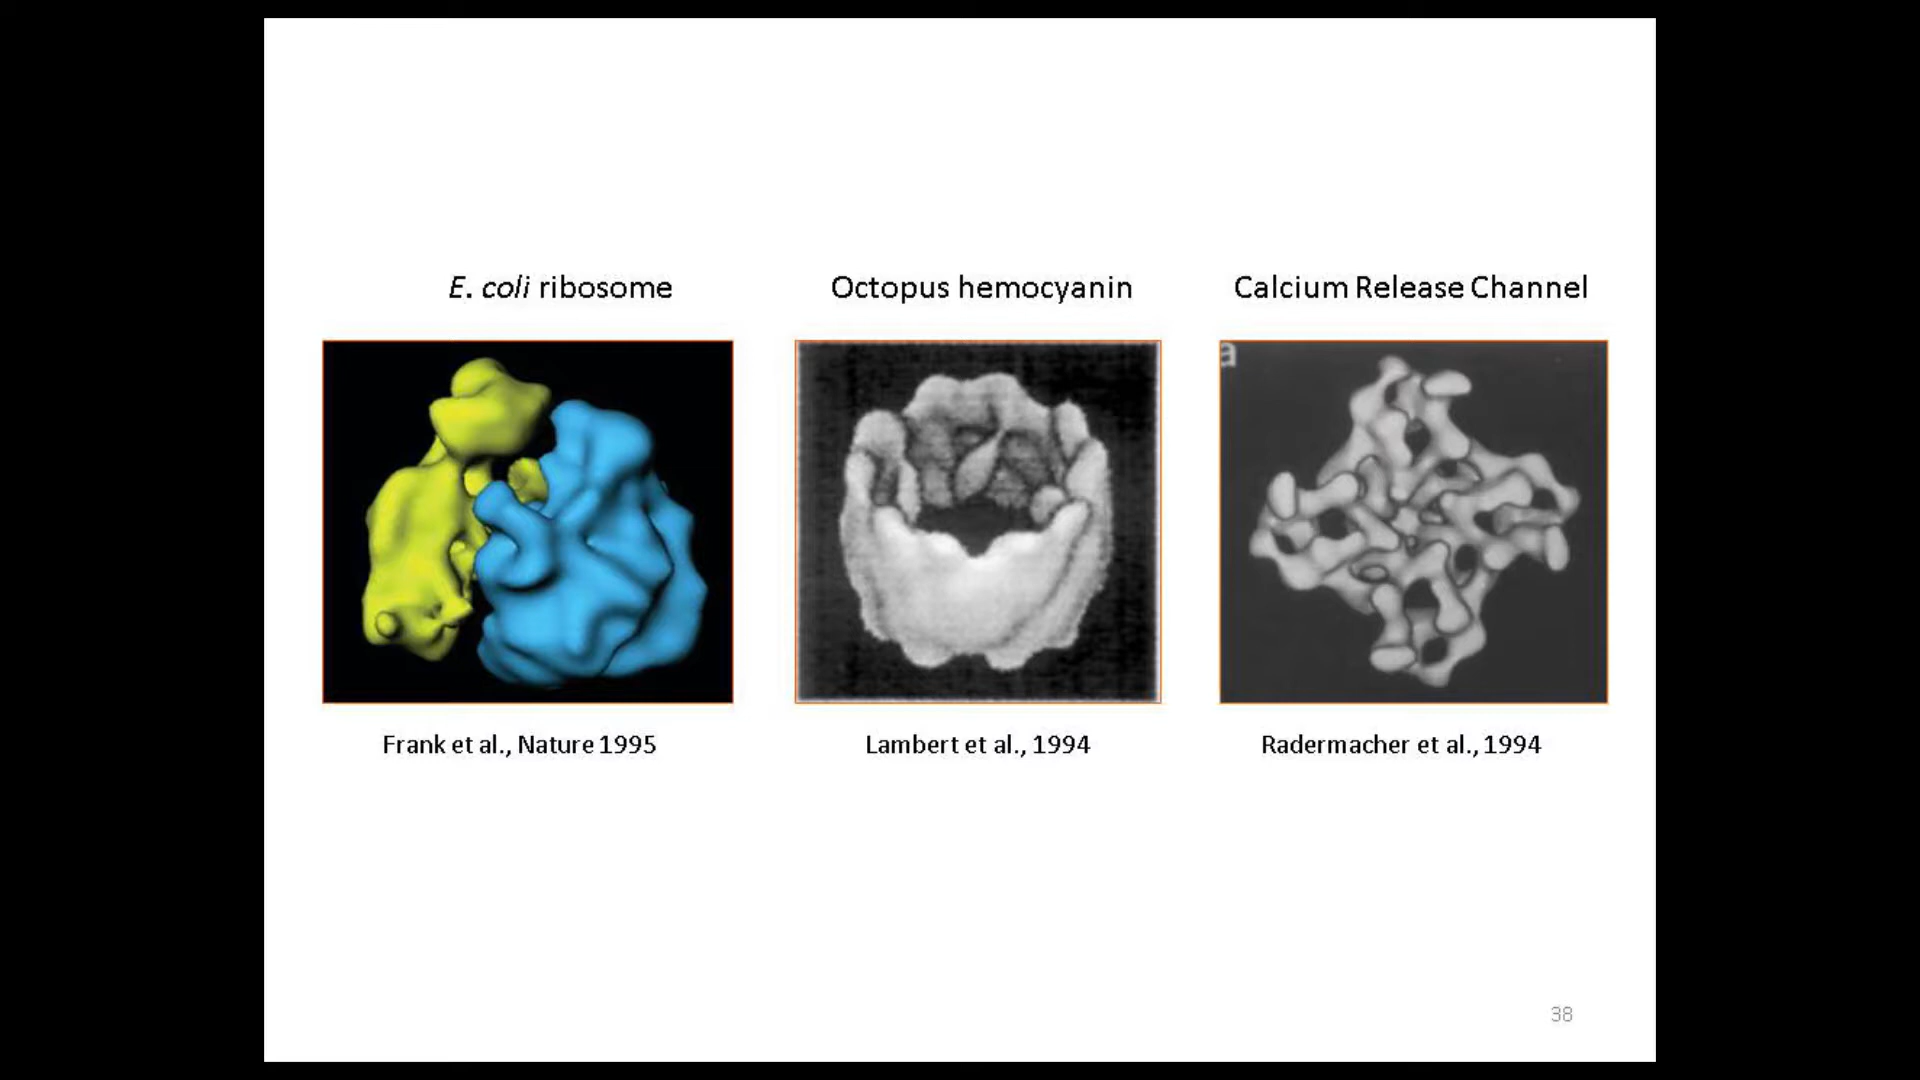 E. coli ribosome
Octopus hemocyanin
Calcium Release Channel
a
Frank et al., Nature 1995
Lambert et al., 1994
Radermacher et al., 1994
38